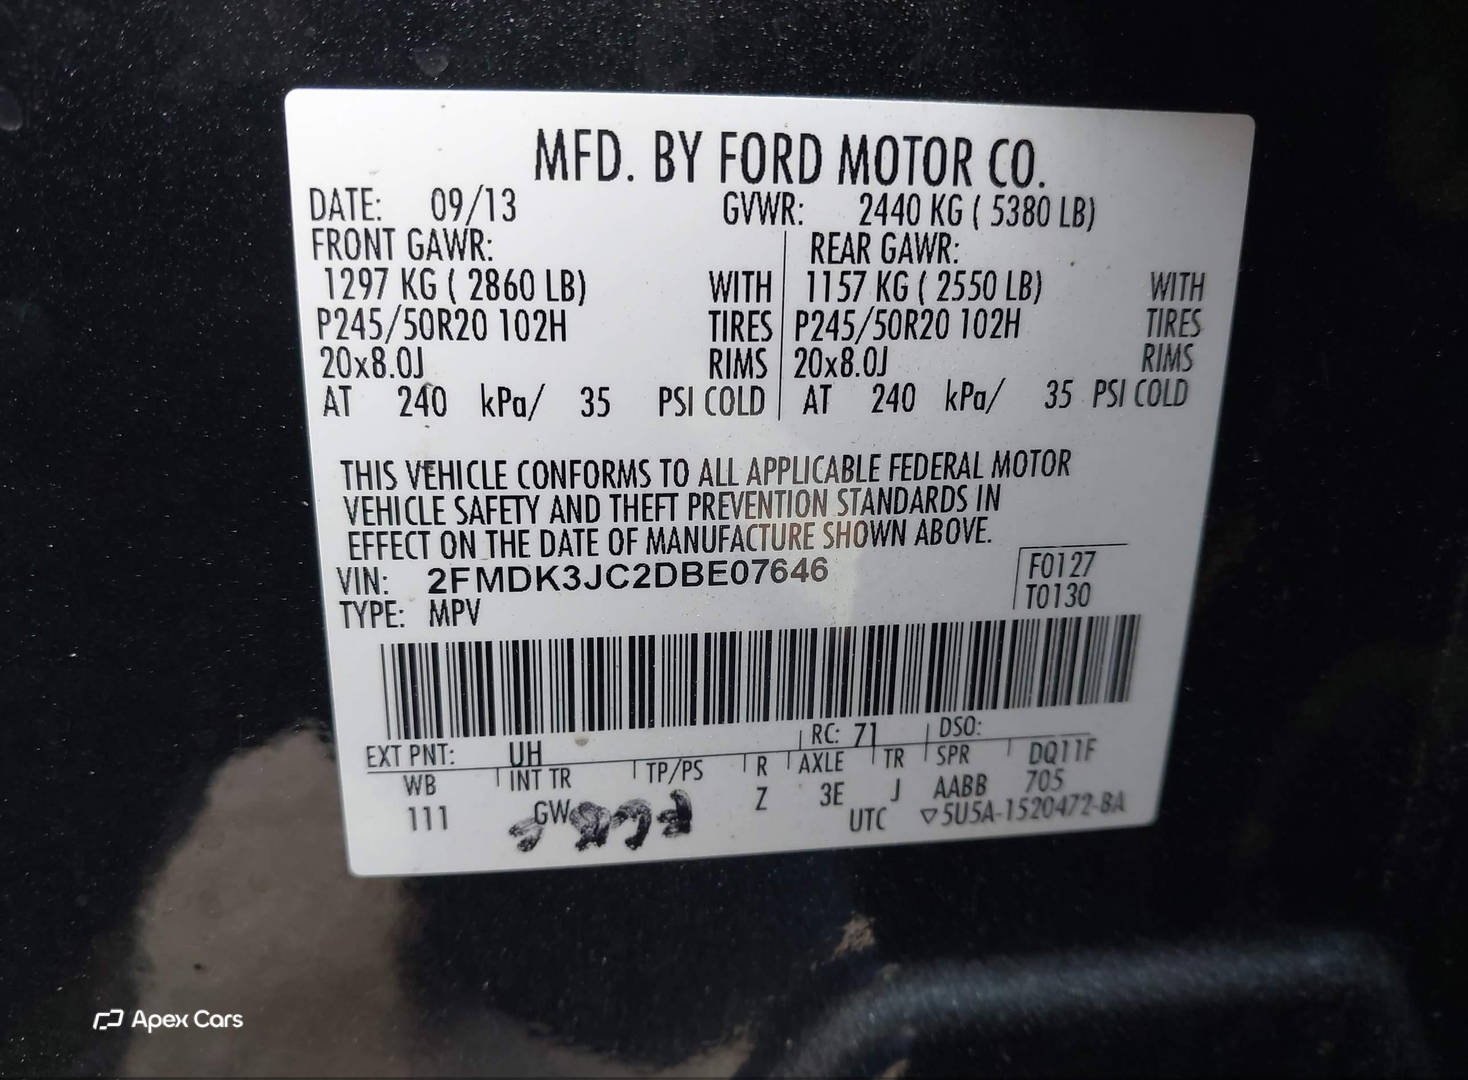 MFD. BY FORD MOTOR CO.
DATE: 09/13 GVWR: 2440 KG ( 5380 LB)
FRONT GAWR: REAR GAWR:
1297 KG ( 2860 LB) WITH 1157 KG ( 2550 LB) WITH
P245/50R20 102H TIRES P245/50R20 102H TIRES
20x8.0J RIMS 20x8.0J RIMS
AT 240 kPa/ 35 PSI COLD AT 240 kPa/ 35 PSI COLD
THIS VEHICLE CONFORMS TO ALL APPLICABLE FEDERAL MOTOR
VEHICLE SAFETY AND THEFT PREVENTION STANDARDS IN
EFFECT ON THE DATE OF MANUFACTURE SHOWN ABOVE.
VIN: 2FMDK3JC2DBE07646 F0127
TYPE: MPV T0130
EXT PNT: UH RC: 71 DSO:
WB INT TR TP/PS R AXLE TR SPR DQ11F
111 GW Z 3E J AABB 705
UTC ▽5U5A-1520472-BA
Apex Cars